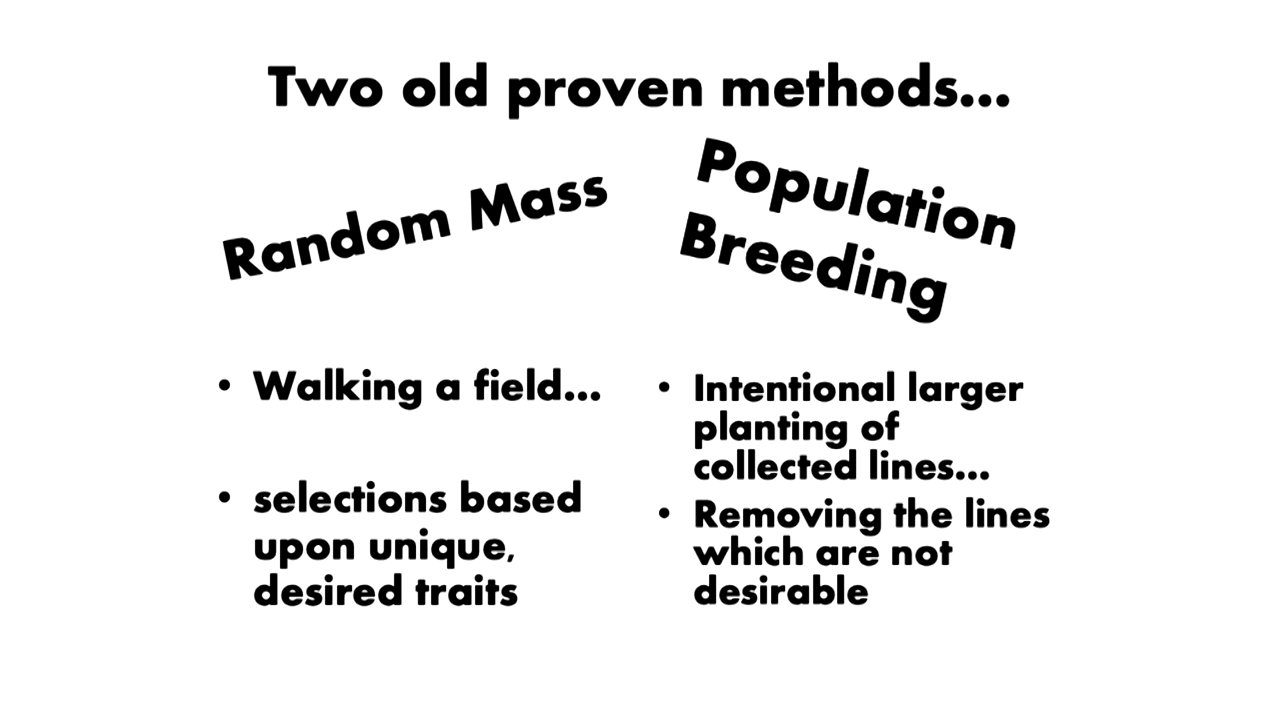 Two old proven methods...
Random Mass
• Walking a field...
• selections based
upon unique,
desired traits
Population
Breeding
• Intentional larger
planting of
collected lines...
• Removing the lines
which are not
desirable